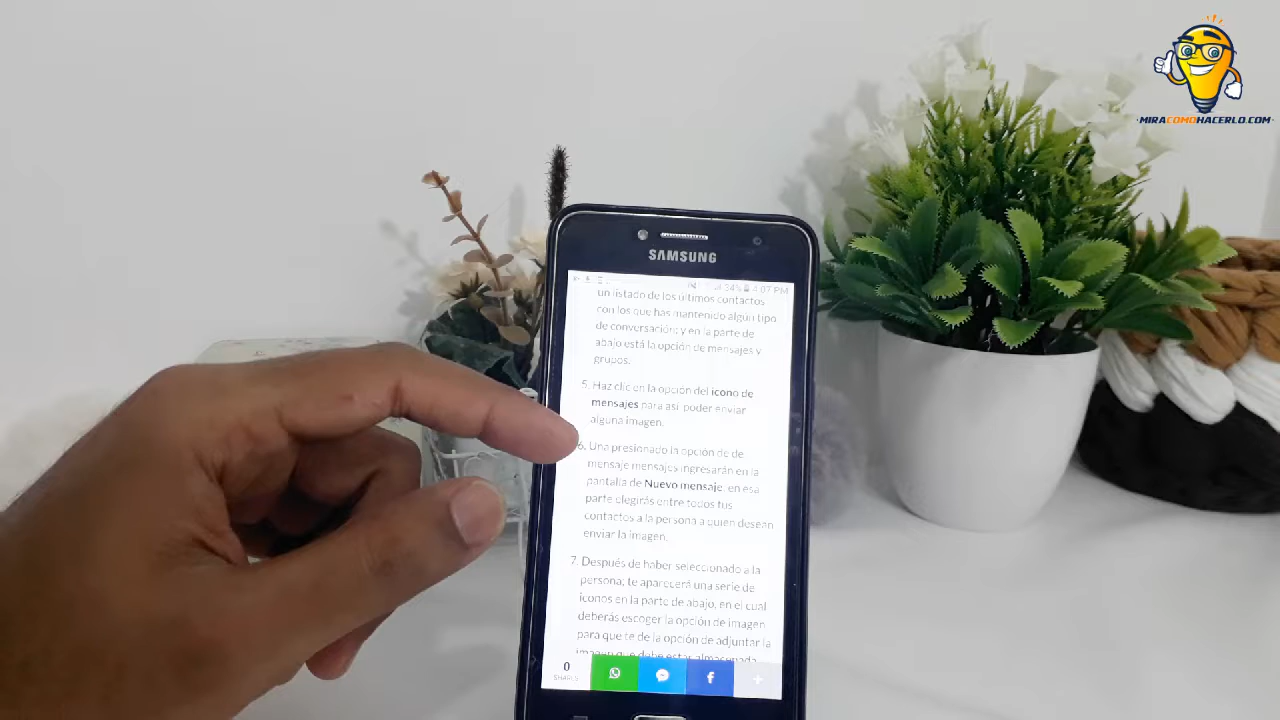 MIRACOMOHACERLO.COM
SAMSUNG
34% 4:07 PM
un listado de los últimos contactos
con los que has mantenido algún tipo
de conversación; y en la parte de
abajo está la opción de mensajes y
grupos.
5. Haz clic en la opción del icono de
mensajes para así poder enviar
alguna imagen.
6. Una presionado la opción de de
mensaje mensajes ingresarán en la
pantalla de Nuevo mensaje, en esa
parte elegirás entre todos tus
contactos a la persona a quien desean
enviar la imagen.
7. Después de haber seleccionado a la
persona; te aparecerá una serie de
iconos en la parte de abajo, en el cual
deberás escoger la opción de imagen
para que te de la opción de adjuntar la
imagen que debe estar almacenada
0
SHARES